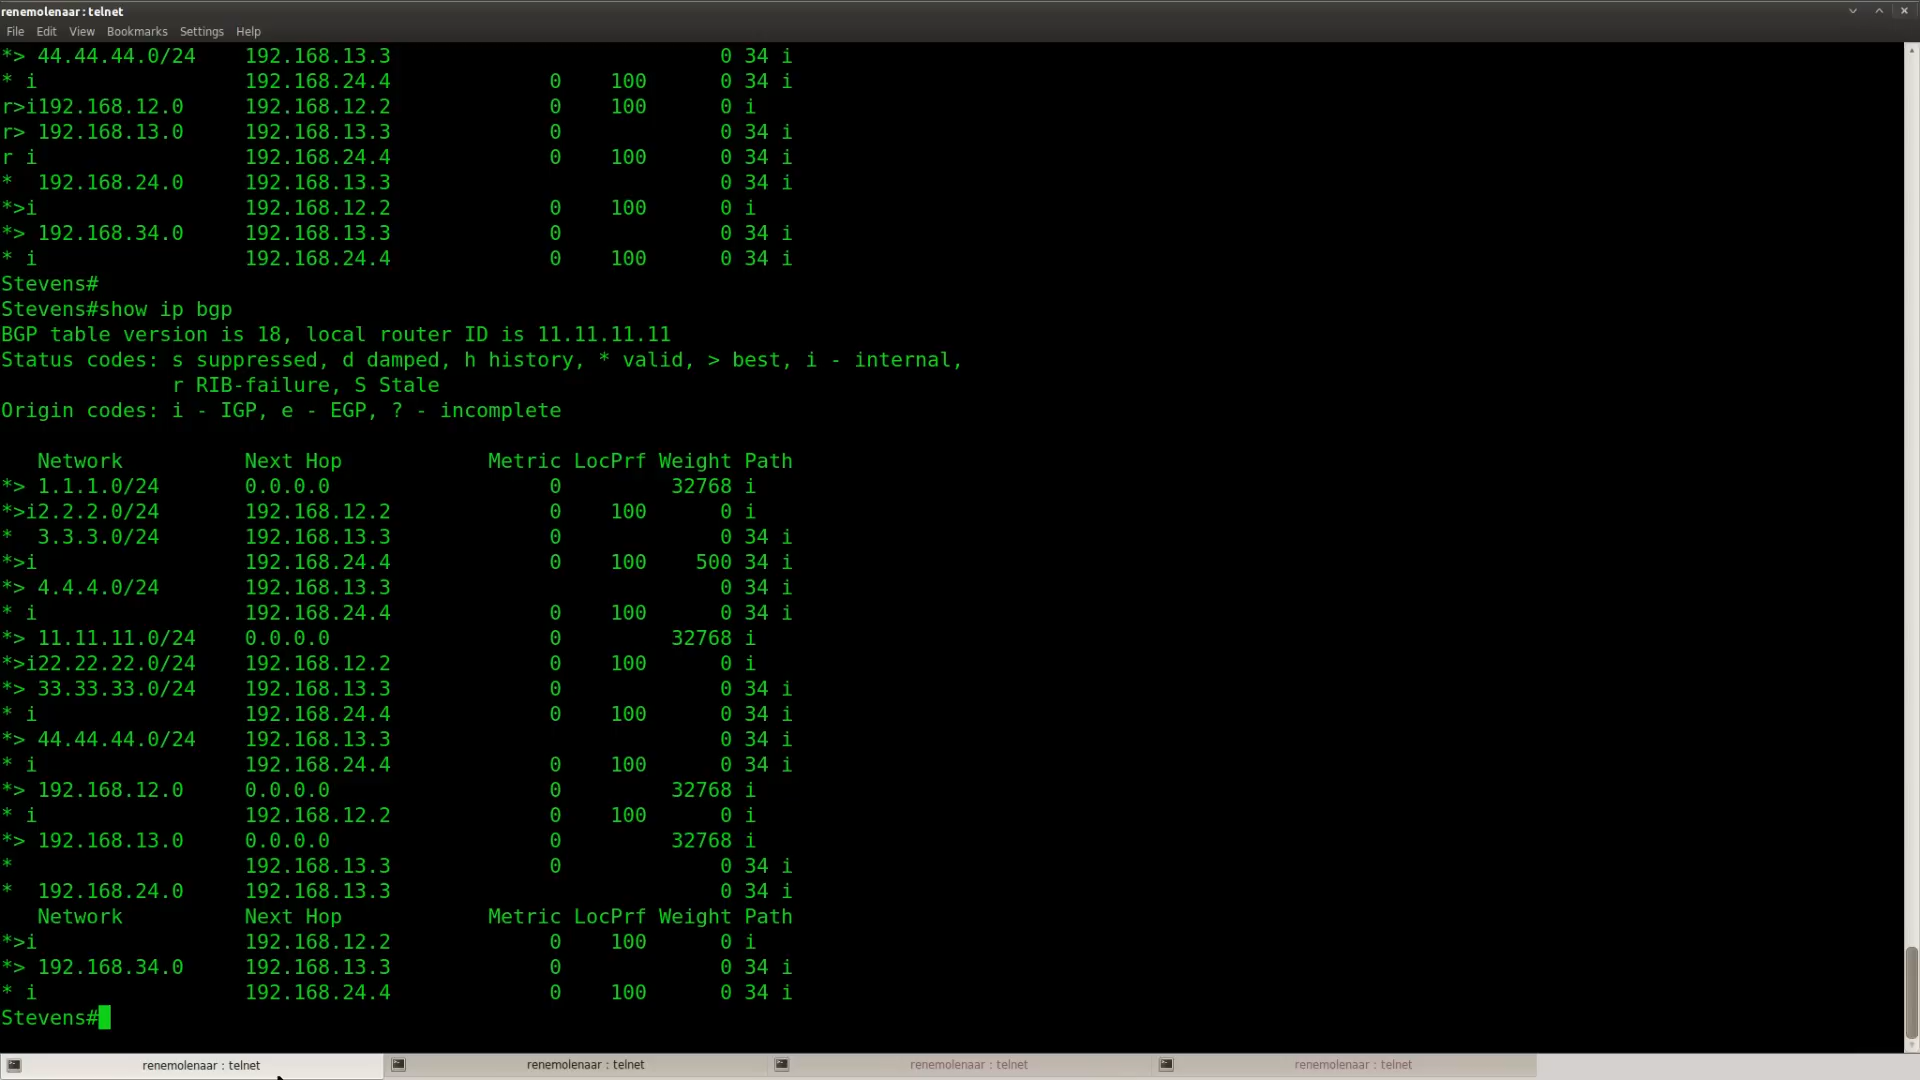 renemolenaar : telnet
File Edit View Bookmarks Settings Help
*> 44.44.44.0/24    192.168.13.3                           0 34 i
* i                 192.168.24.4             0    100      0 34 i
r>i192.168.12.0     192.168.12.2             0    100      0 i
r> 192.168.13.0     192.168.13.3             0             0 34 i
r i                 192.168.24.4             0    100      0 34 i
*  192.168.24.0     192.168.13.3                           0 34 i
*>i                 192.168.12.2             0    100      0 i
*> 192.168.34.0     192.168.13.3             0             0 34 i
* i                 192.168.24.4             0    100      0 34 i
Stevens#
Stevens#show ip bgp
BGP table version is 18, local router ID is 11.11.11.11
Status codes: s suppressed, d damped, h history, * valid, > best, i - internal,
              r RIB-failure, S Stale
Origin codes: i - IGP, e - EGP, ? - incomplete
   Network          Next Hop            Metric LocPrf Weight Path
*> 1.1.1.0/24       0.0.0.0                  0         32768 i
*>i2.2.2.0/24       192.168.12.2             0    100      0 i
*  3.3.3.0/24       192.168.13.3             0             0 34 i
*>i                 192.168.24.4             0    100    500 34 i
*> 4.4.4.0/24       192.168.13.3                           0 34 i
* i                 192.168.24.4             0    100      0 34 i
*> 11.11.11.0/24    0.0.0.0                  0         32768 i
*>i22.22.22.0/24    192.168.12.2             0    100      0 i
*> 33.33.33.0/24    192.168.13.3             0             0 34 i
* i                 192.168.24.4             0    100      0 34 i
*> 44.44.44.0/24    192.168.13.3                           0 34 i
* i                 192.168.24.4             0    100      0 34 i
*> 192.168.12.0     0.0.0.0                  0         32768 i
* i                 192.168.12.2             0    100      0 i
*> 192.168.13.0     0.0.0.0                  0         32768 i
*                   192.168.13.3             0             0 34 i
*  192.168.24.0     192.168.13.3                           0 34 i
   Network          Next Hop            Metric LocPrf Weight Path
*>i                 192.168.12.2             0    100      0 i
*> 192.168.34.0     192.168.13.3             0             0 34 i
* i                 192.168.24.4             0    100      0 34 i
Stevens#
renemolenaar : telnet renemolenaar : telnet renemolenaar : telnet renemolenaar : telnet